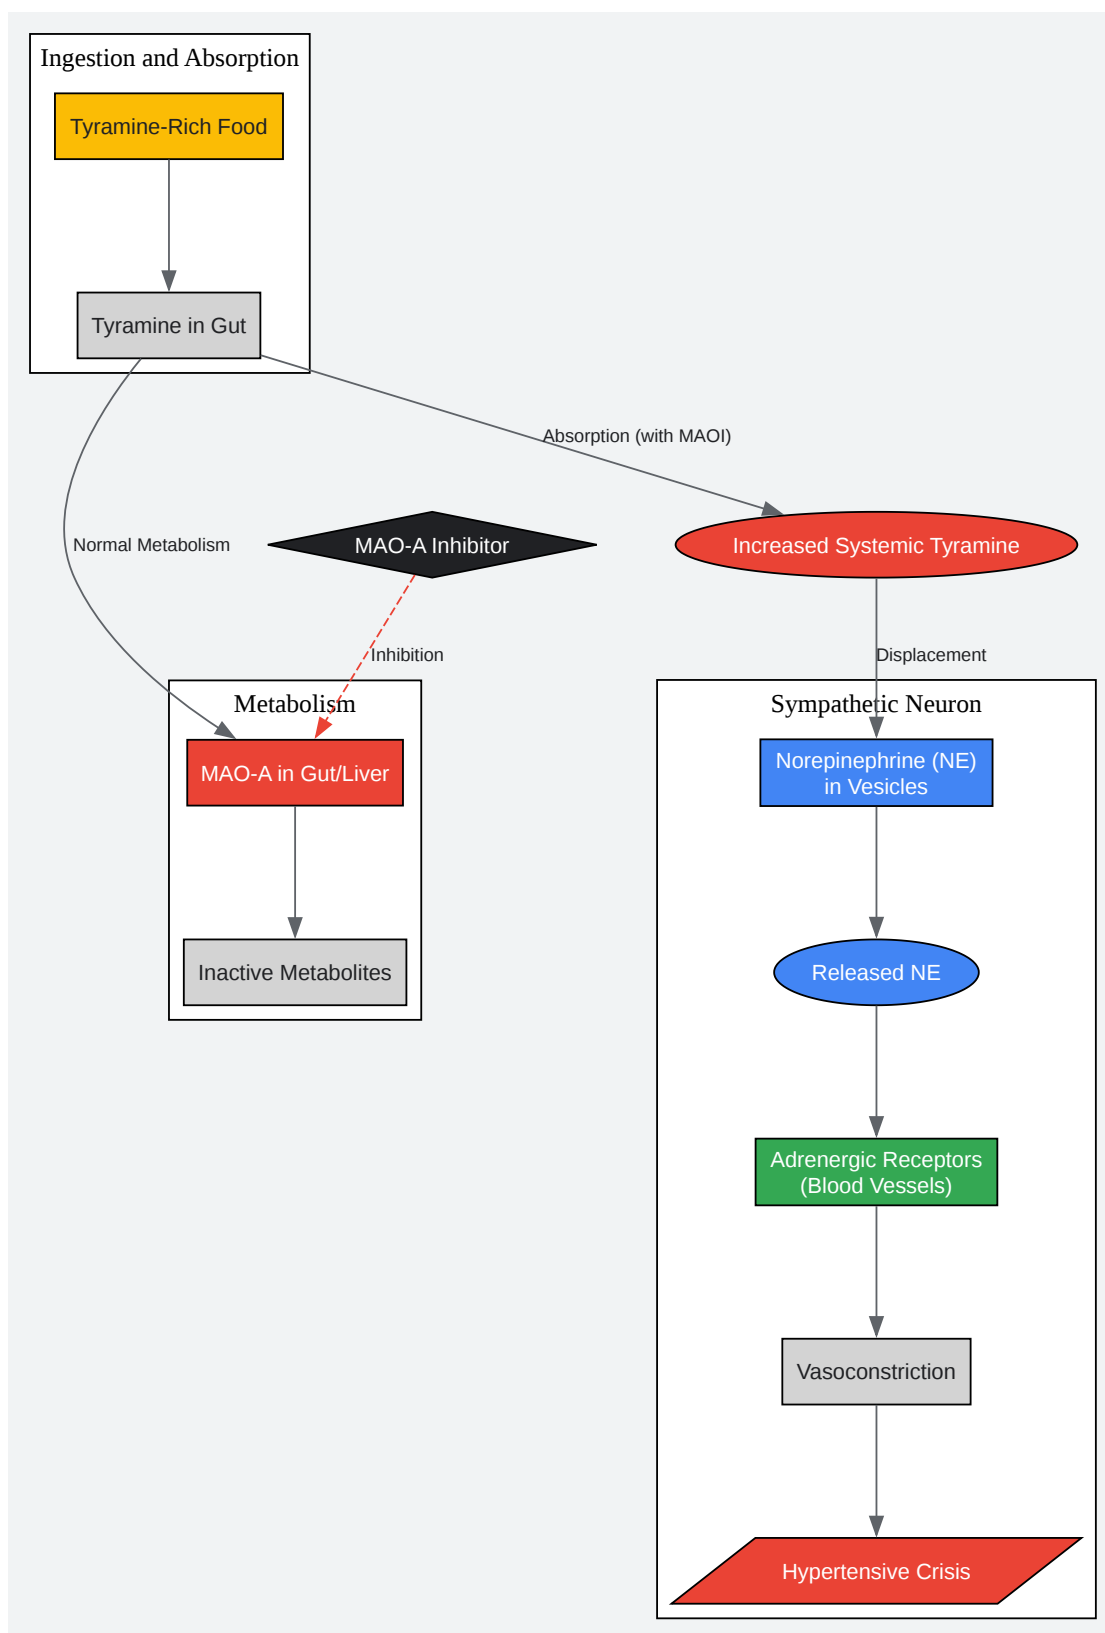 Ingestion and Absorption
Tyramine-Rich Food
Tyramine in Gut
Absorption (with MAOI)
Normal Metabolism
MAO-A Inhibitor
Increased Systemic Tyramine
Inhibition
Displacement
Metabolism
MAO-A in Gut/Liver
Inactive Metabolites
Sympathetic Neuron
Norepinephrine (NE)
in Vesicles
Released NE
Adrenergic Receptors
(Blood Vessels)
Vasoconstriction
Hypertensive Crisis